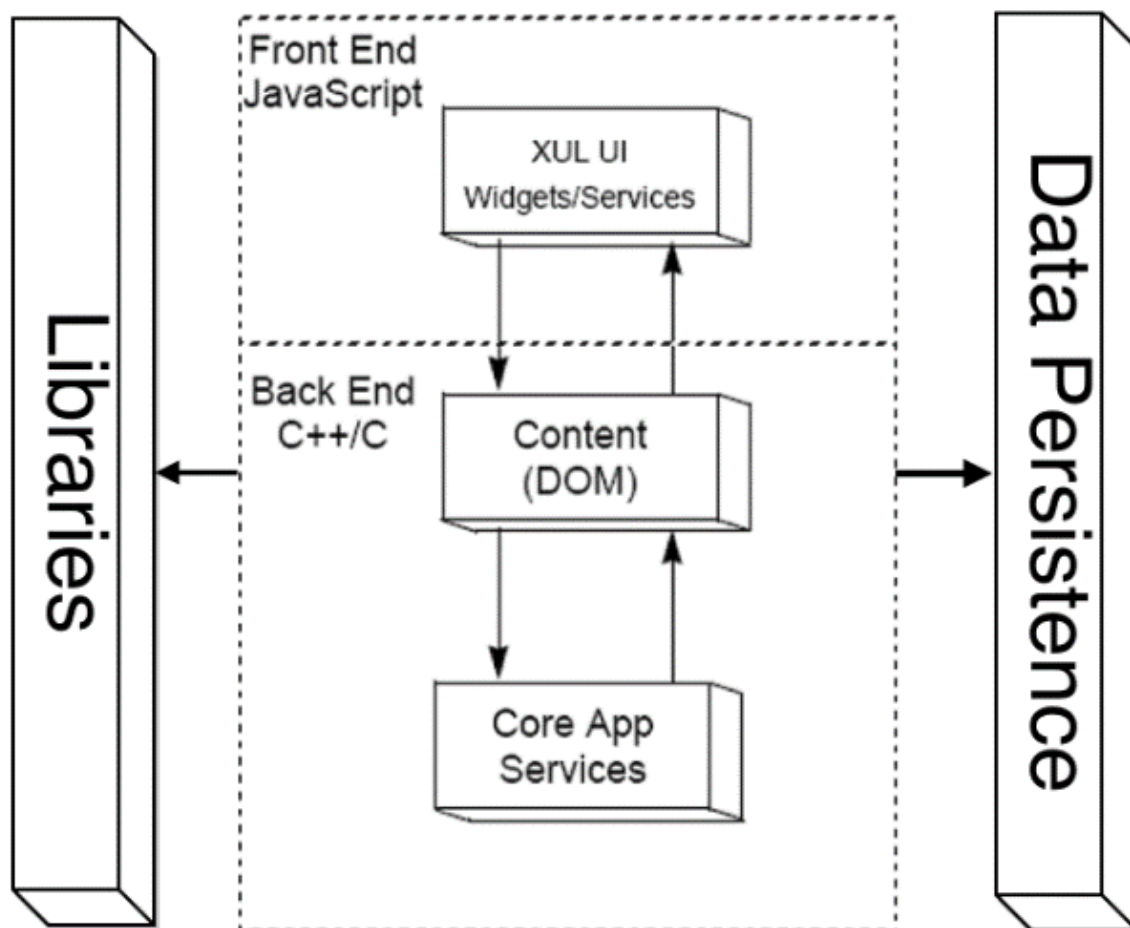 Libraries
Front End
JavaScript
XUL UI
Widgets/Services
Back End
C++/C
Content
(DOM)
Core App
Services
Data Persistence